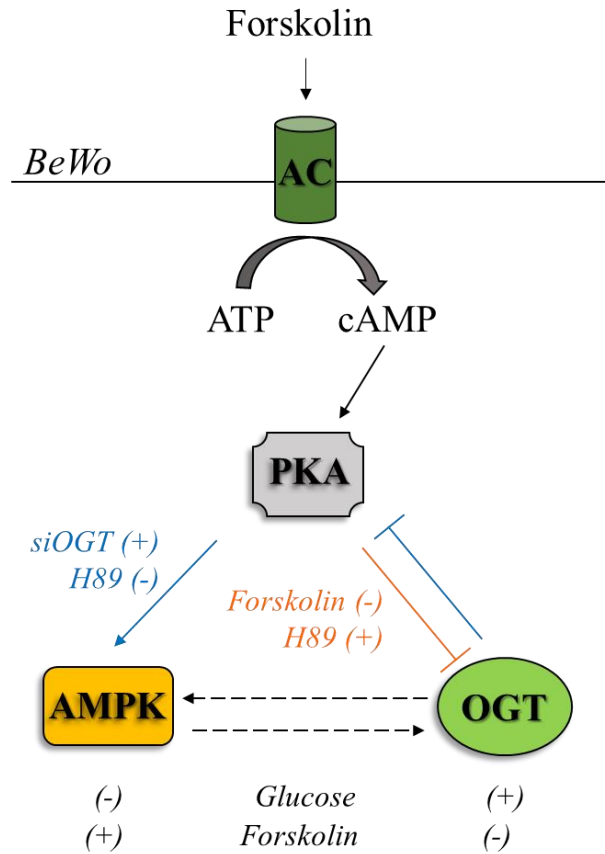 Forskolin
BeWo
AC
ATP cAMP
PKA
siOGT (+)
H89 (-)
Forskolin (-)
H89 (+)
AMPK OGT
(-) Glucose (+)
(+) Forskolin (-)